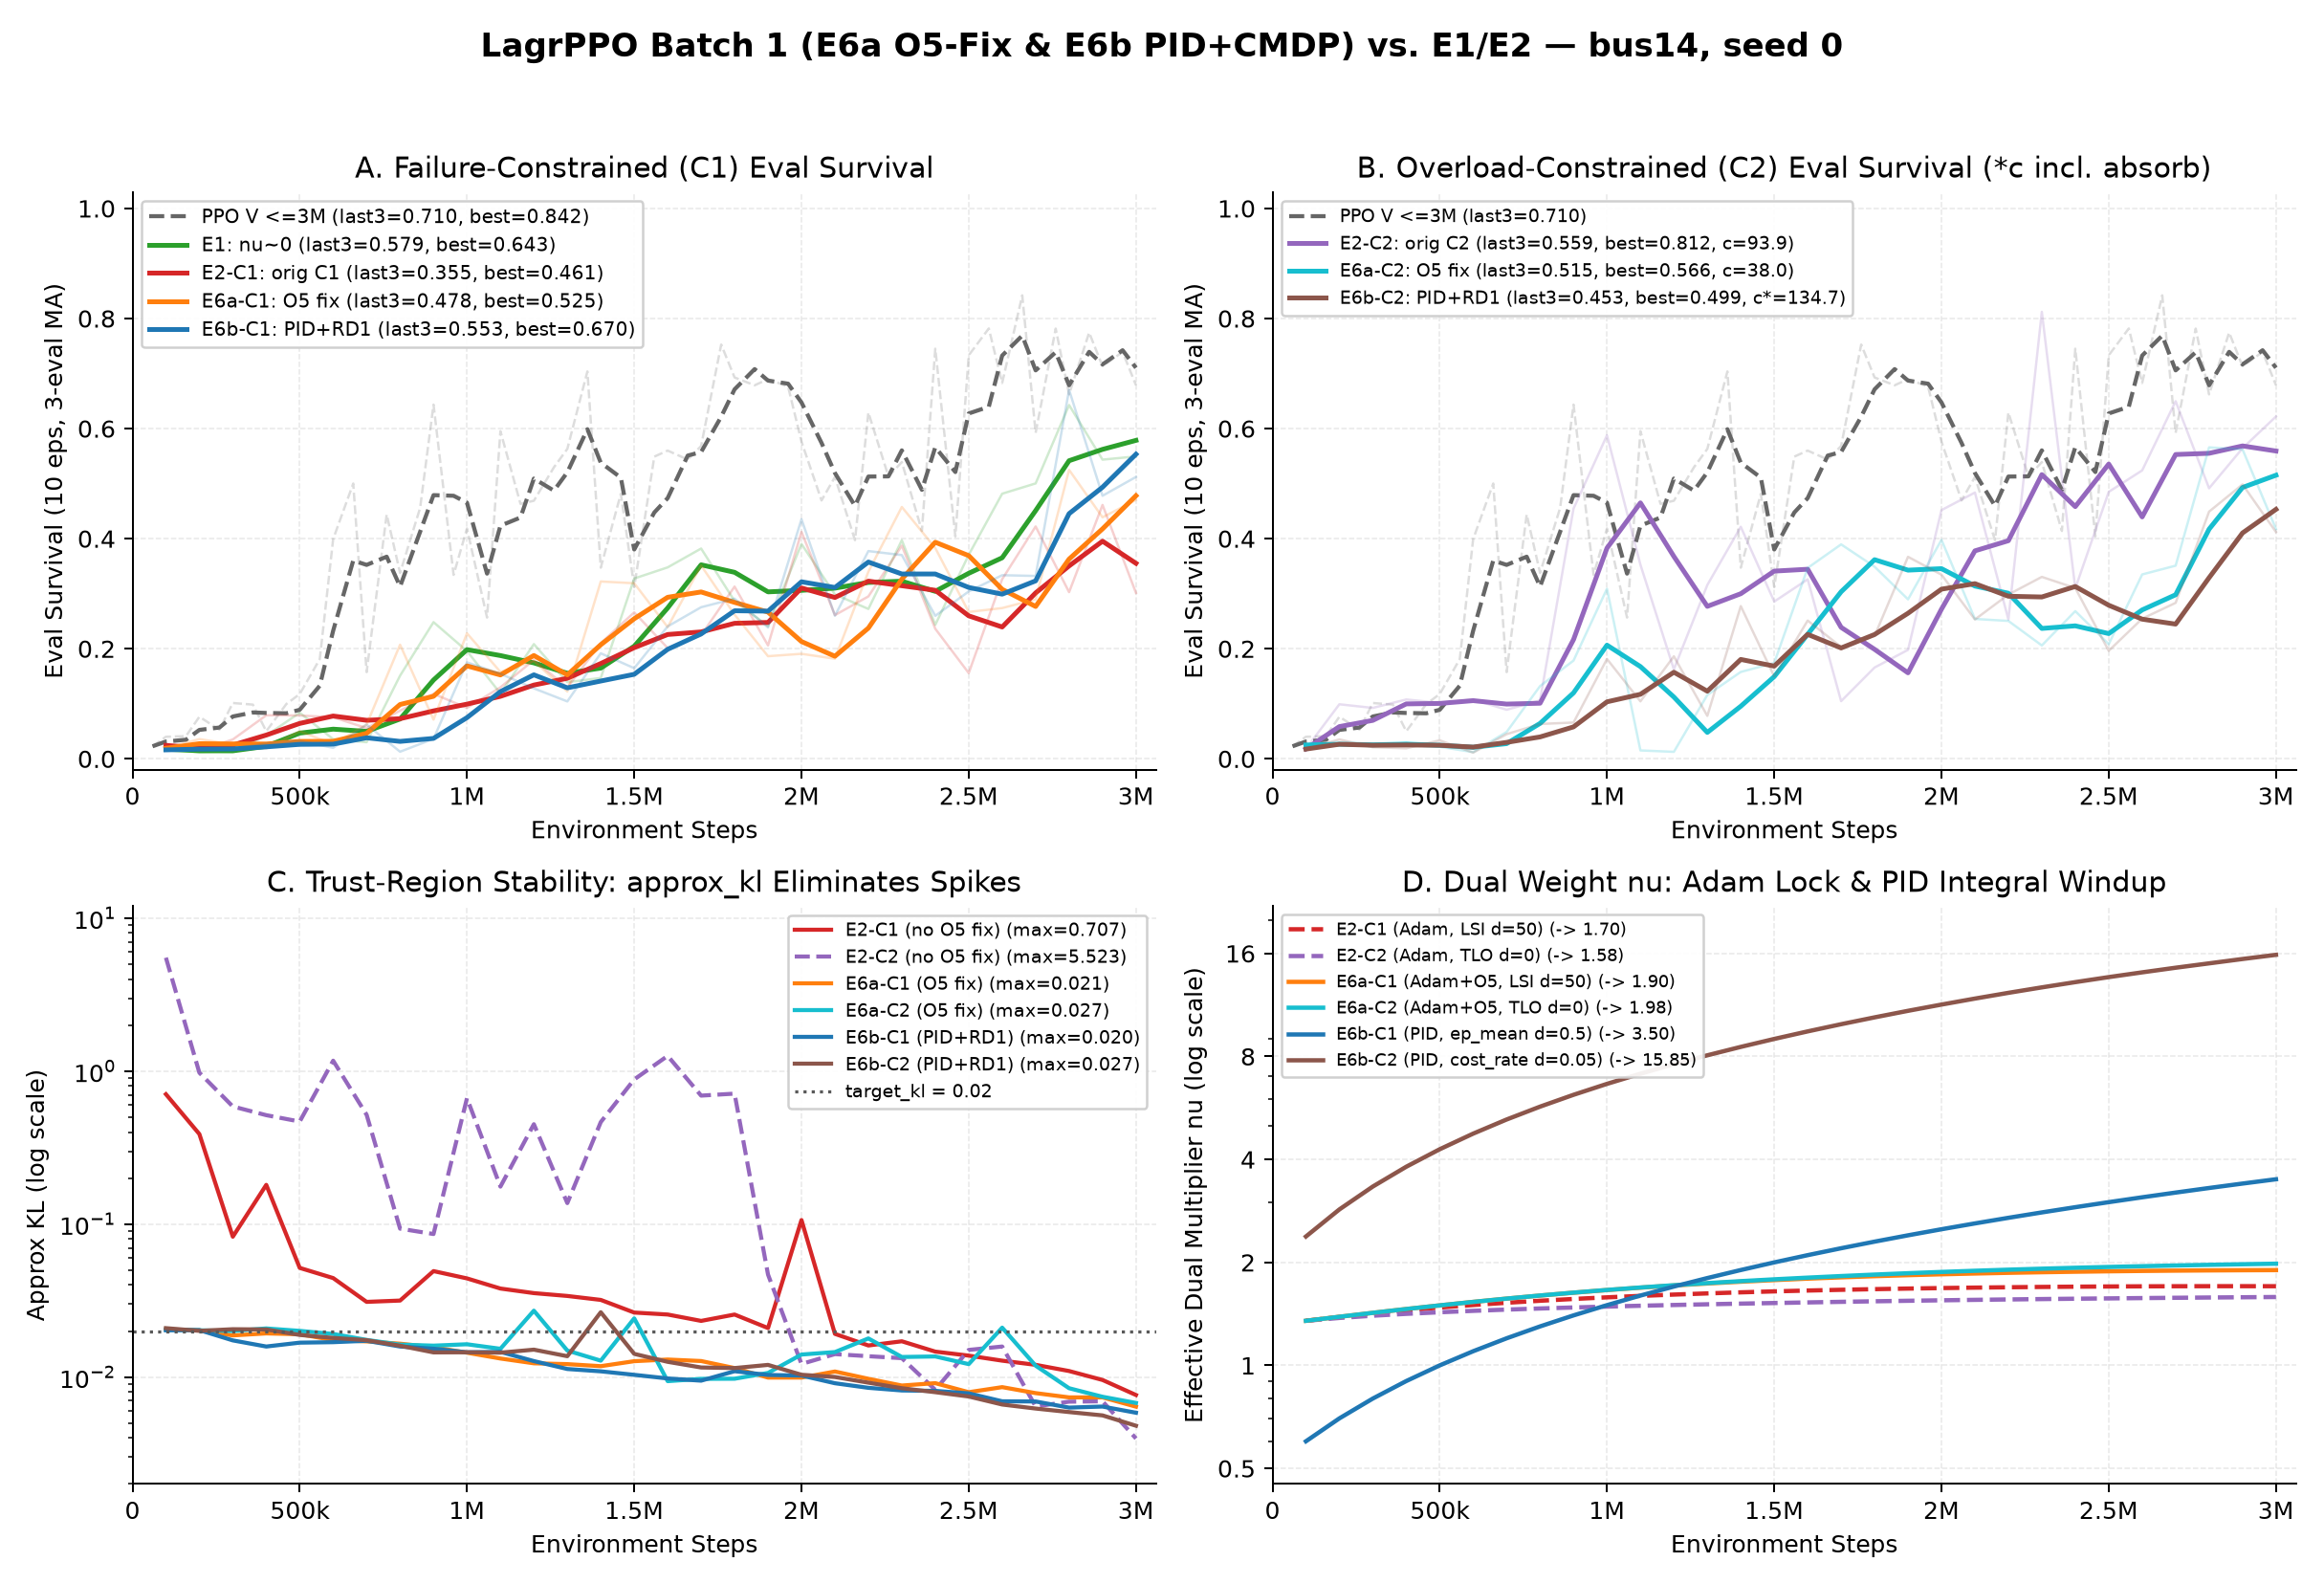 LagrPPO Batch 1 (E6a O5-Fix & E6b PID+CMDP) vs. E1/E2 — bus14, seed 0
A. Failure-Constrained (C1) Eval Survival
Eval Survival (10 eps, 3-eval MA)
1.0
0.8
0.6
0.4
0.2
0.0
PPO V <=3M (last3=0.710, best=0.842)
E1: nu~0 (last3=0.579, best=0.643)
E2-C1: orig C1 (last3=0.355, best=0.461)
E6a-C1: O5 fix (last3=0.478, best=0.525)
E6b-C1: PID+RD1 (last3=0.553, best=0.670)
0 500k 1M 1.5M 2M 2.5M 3M
Environment Steps
B. Overload-Constrained (C2) Eval Survival (*c incl. absorb)
Eval Survival (10 eps, 3-eval MA)
1.0
0.8
0.6
0.4
0.2
0.0
PPO V <=3M (last3=0.710)
E2-C2: orig C2 (last3=0.559, best=0.812, c=93.9)
E6a-C2: O5 fix (last3=0.515, best=0.566, c=38.0)
E6b-C2: PID+RD1 (last3=0.453, best=0.499, c*=134.7)
0 500k 1M 1.5M 2M 2.5M 3M
Environment Steps
C. Trust-Region Stability: approx_kl Eliminates Spikes
Approx KL (log scale)
10¹
10⁰
10⁻¹
10⁻²
E2-C1 (no O5 fix) (max=0.707)
E2-C2 (no O5 fix) (max=5.523)
E6a-C1 (O5 fix) (max=0.021)
E6a-C2 (O5 fix) (max=0.027)
E6b-C1 (PID+RD1) (max=0.020)
E6b-C2 (PID+RD1) (max=0.027)
target_kl = 0.02
0 500k 1M 1.5M 2M 2.5M 3M
Environment Steps
D. Dual Weight nu: Adam Lock & PID Integral Windup
Effective Dual Multiplier nu (log scale)
16
8
4
2
1
0.5
E2-C1 (Adam, LSI d=50) (-> 1.70)
E2-C2 (Adam, TLO d=0) (-> 1.58)
E6a-C1 (Adam+O5, LSI d=50) (-> 1.90)
E6a-C2 (Adam+O5, TLO d=0) (-> 1.98)
E6b-C1 (PID, ep_mean d=0.5) (-> 3.50)
E6b-C2 (PID, cost_rate d=0.05) (-> 15.85)
0 500k 1M 1.5M 2M 2.5M 3M
Environment Steps